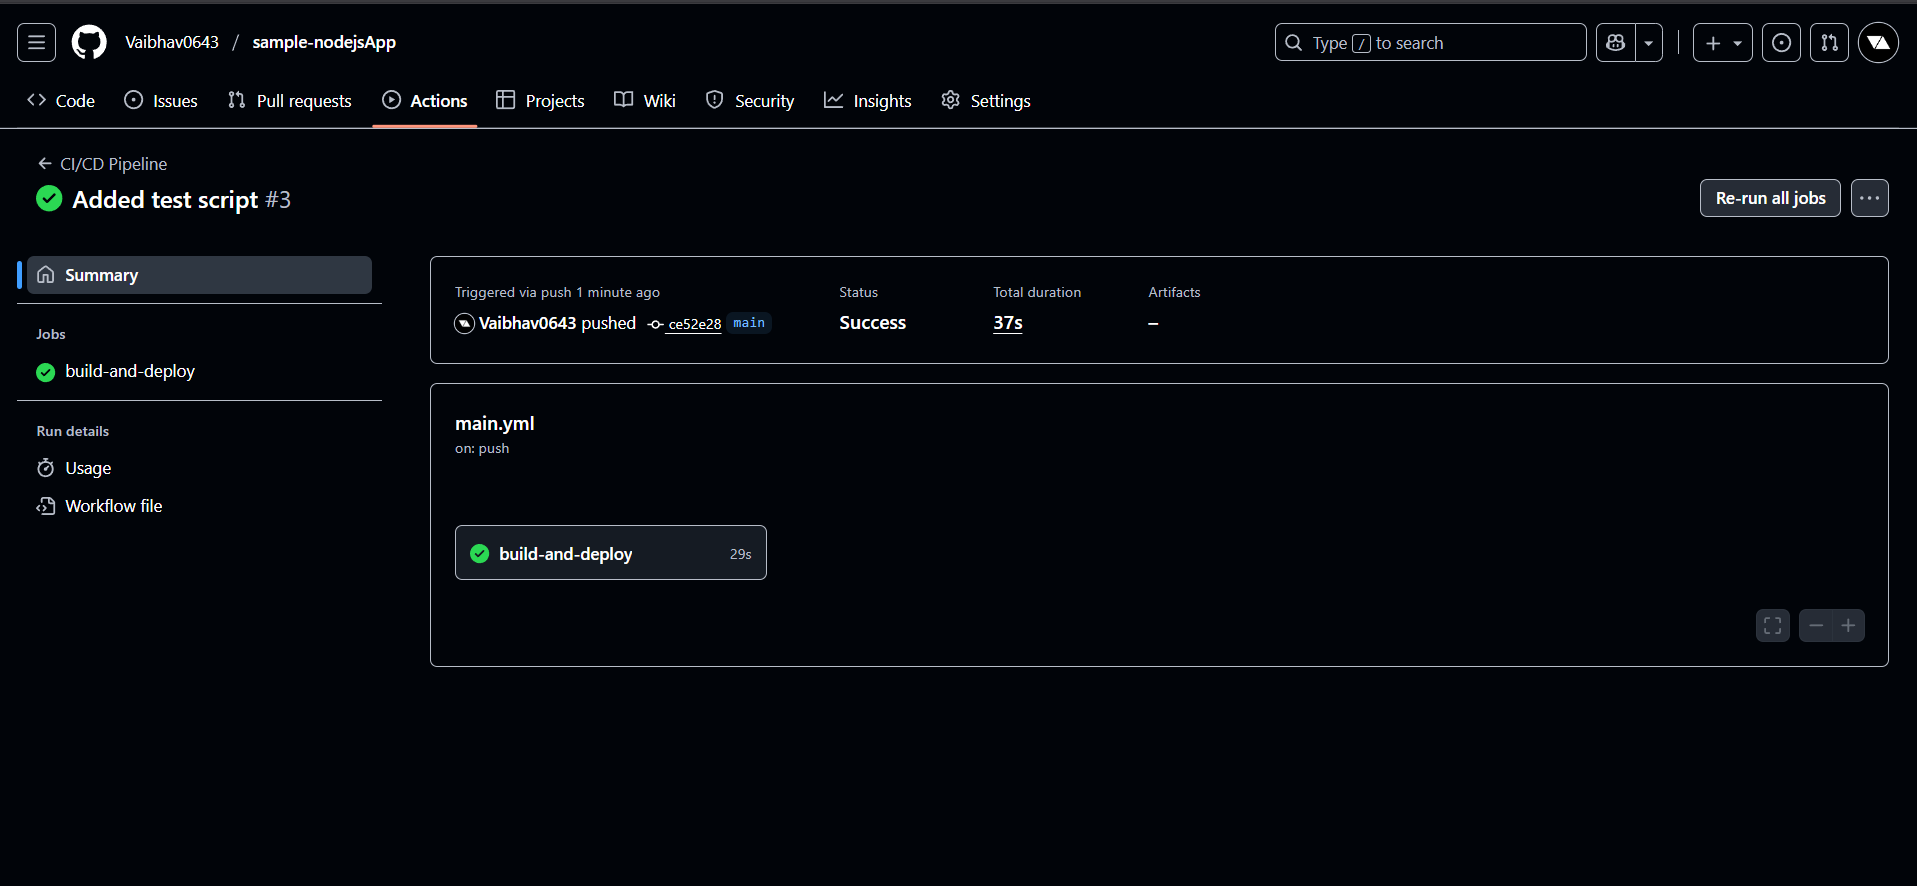 Vaibhav0643 / sample-nodejsApp
Type / to search
Code Issues Pull requests Actions Projects Wiki Security Insights Settings
CI/CD Pipeline
Added test script #3
Re-run all jobs
Summary
Jobs
build-and-deploy
Run details
Usage
Workflow file
Triggered via push 1 minute ago
Vaibhav0643 pushed ce52e28 main
Status
Success
Total duration
37s
Artifacts
–
main.yml
on: push
build-and-deploy 29s